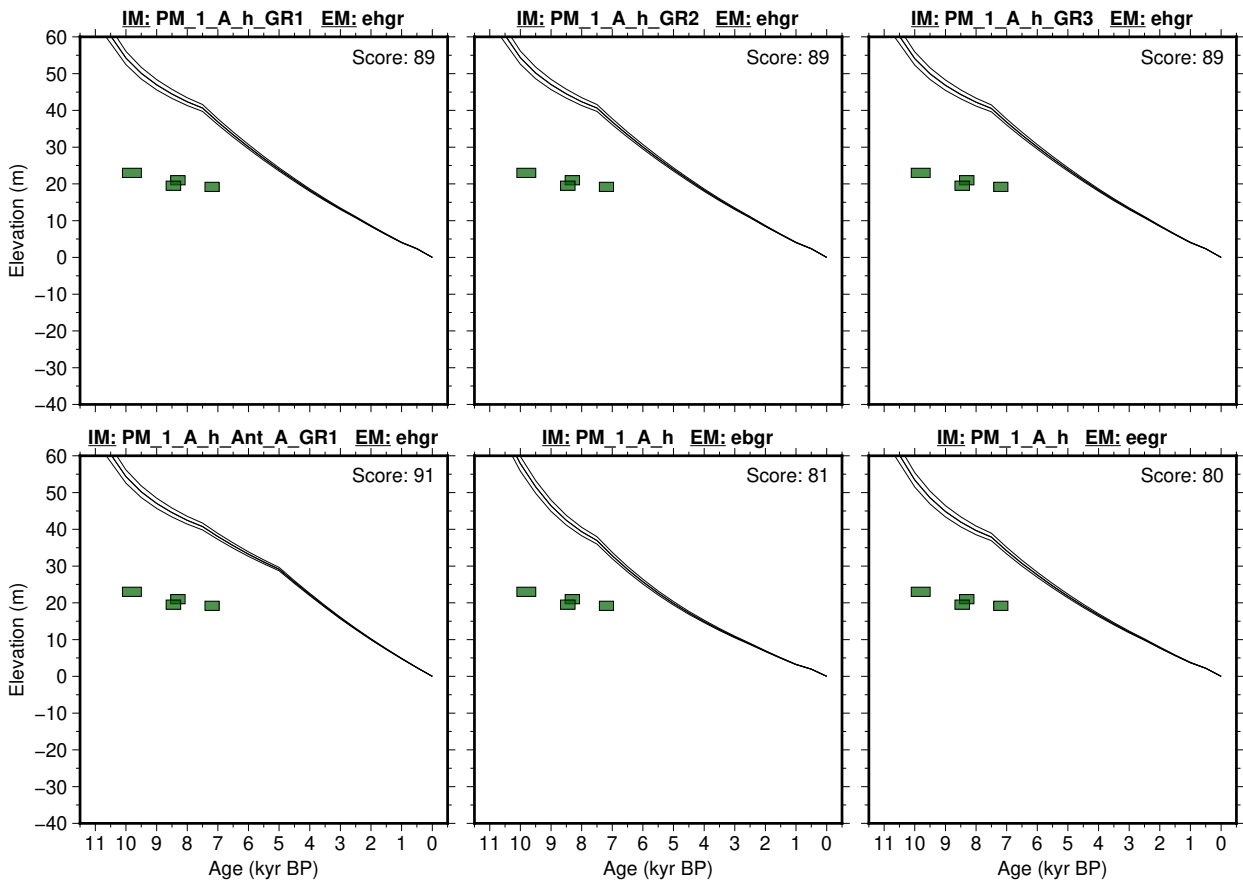 IM: PM_1_A_h_GR1 EM: ehgr
IM: PM_1_A_h_GR2 EM: ehgr
IM: PM_1_A_h_GR3 EM: ehgr
60
50
40
30
20
10
0
−10
−20
−30
−40
Elevation (m)
Score: 89
Score: 89
Score: 89
IM: PM_1_A_h_Ant_A_GR1 EM: ehgr
IM: PM_1_A_h EM: ebgr
IM: PM_1_A_h EM: eegr
60
50
40
30
20
10
0
−10
−20
−30
−40
Elevation (m)
Score: 91
Score: 81
Score: 80
11 10 9 8 7 6 5 4 3 2 1 0
11 10 9 8 7 6 5 4 3 2 1 0
11 10 9 8 7 6 5 4 3 2 1 0
Age (kyr BP)
Age (kyr BP)
Age (kyr BP)